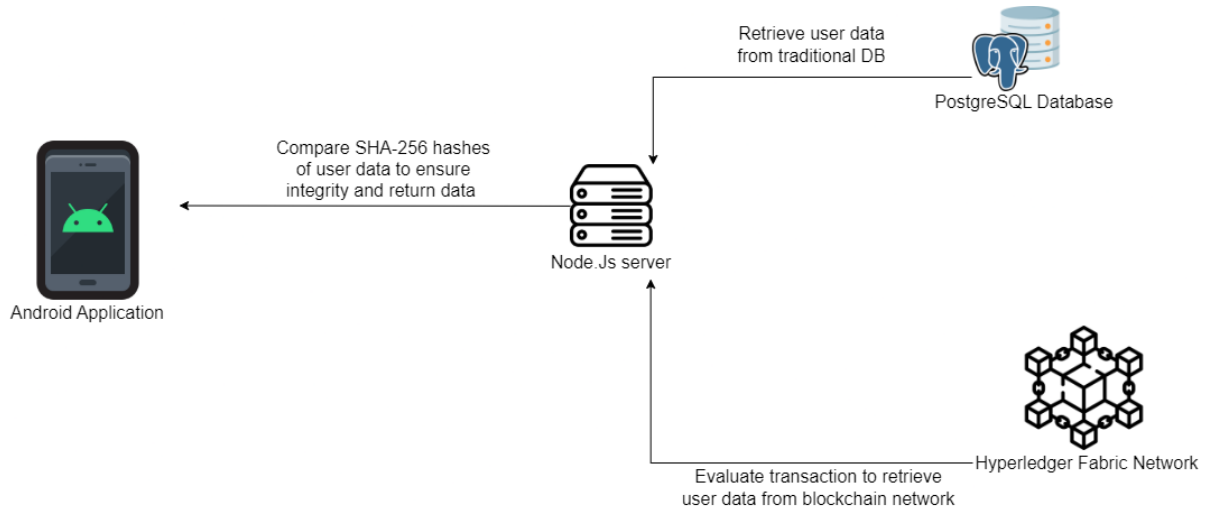 Retrieve user data
from traditional DB
PostgreSQL Database
Compare SHA-256 hashes
of user data to ensure
integrity and return data
Node.Js server
Android Application
Hyperledger Fabric Network
Evaluate transaction to retrieve
user data from blockchain network